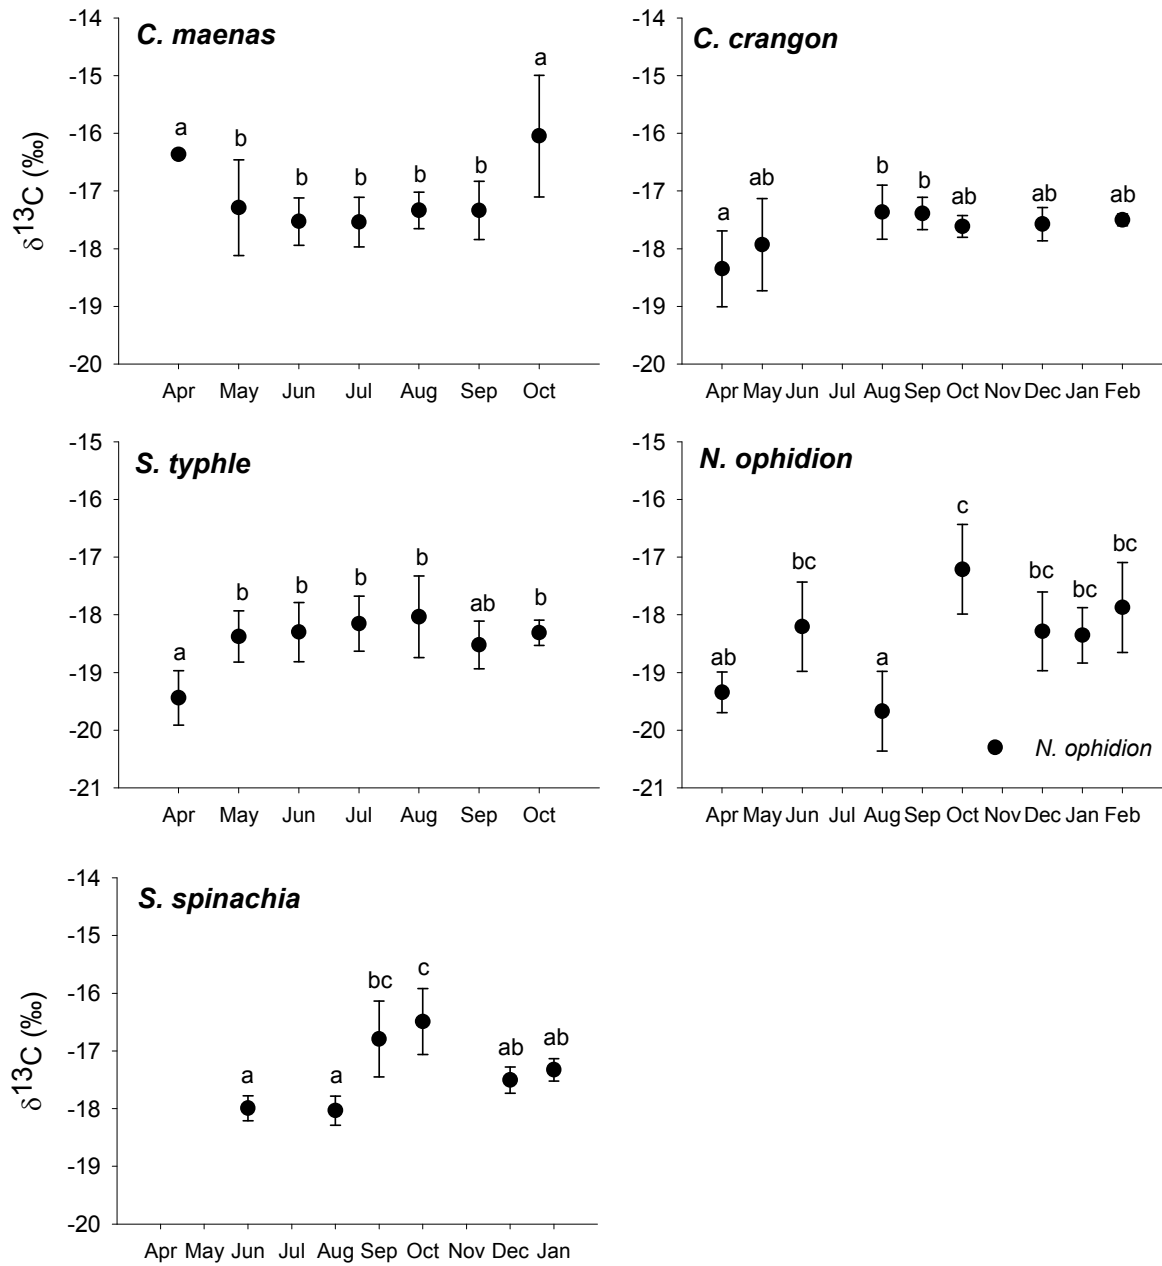 C. maenas
-14
-15
-16
-17
-18
-19
-20
δ13C (‰)
a
b
b
b
b
b
a
Apr May Jun Jul Aug Sep Oct
C. crangon
-14
-15
-16
-17
-18
-19
-20
a
ab
b
b
ab
ab
ab
Apr May Jun Jul Aug Sep Oct Nov Dec Jan Feb
S. typhle
-15
-16
-17
-18
-19
-20
-21
a
b
b
b
b
ab
b
Apr May Jun Jul Aug Sep Oct
N. ophidion
-15
-16
-17
-18
-19
-20
-21
ab
bc
a
c
bc
bc
bc
N. ophidion
Apr May Jun Jul Aug Sep Oct Nov Dec Jan Feb
S. spinachia
-14
-15
-16
-17
-18
-19
-20
δ13C (‰)
a
a
bc
c
ab
ab
Apr May Jun Jul Aug Sep Oct Nov Dec Jan